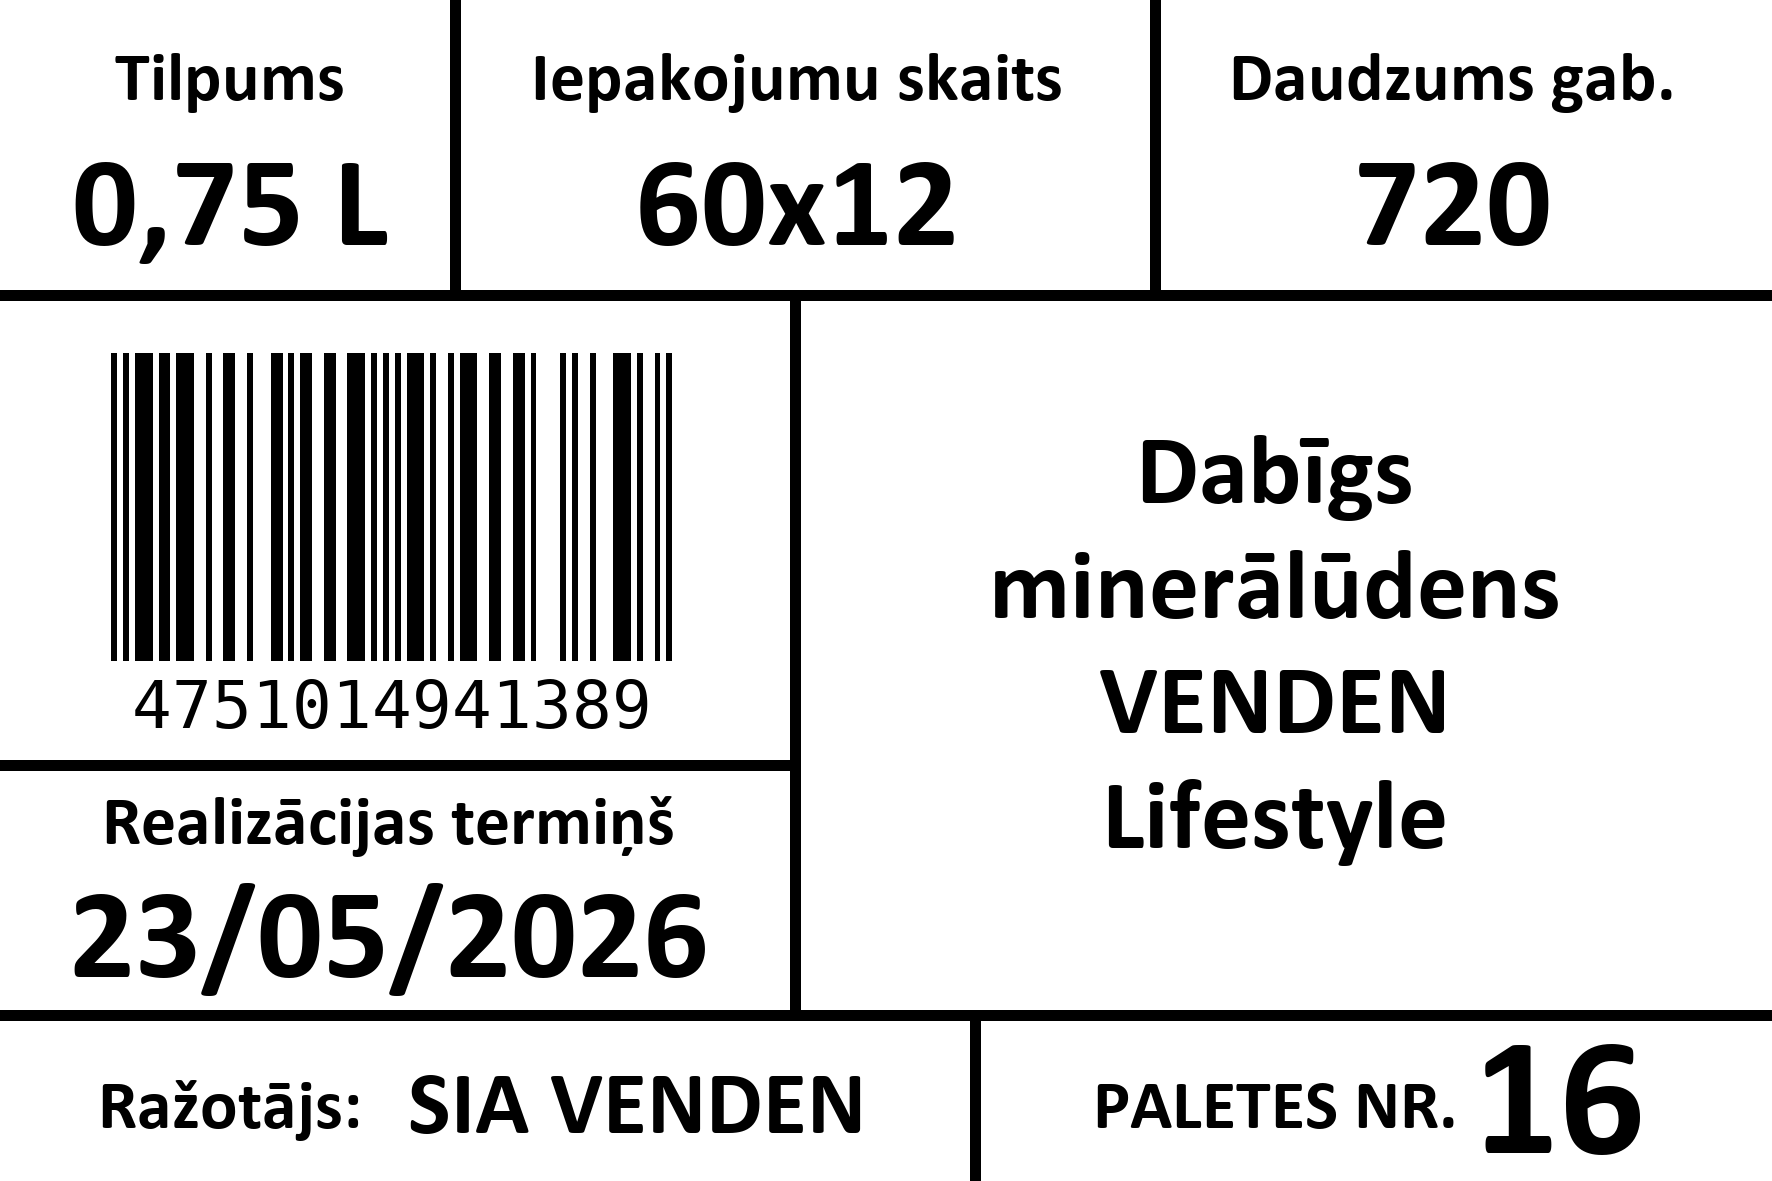 Tilpums
0,75 L
Iepakojumu skaits
60x12
Daudzums gab.
720
4751014941389
Realizācijas termiņš
23/05/2026
Dabīgs
minerālūdens
VENDEN
Lifestyle
Ražotājs: SIA VENDEN
PALETES NR. 16